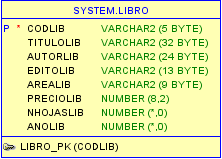 SYSTEM.LIBRO
P * CODLIB VARCHAR2 (5 BYTE)
TITULOLIB VARCHAR2 (32 BYTE)
AUTORLIB VARCHAR2 (24 BYTE)
EDITOLIB VARCHAR2 (13 BYTE)
AREALIB VARCHAR2 (9 BYTE)
PRECIOLIB NUMBER (8,2)
NHOJASLIB NUMBER (*,0)
ANOLIB NUMBER (*,0)
LIBRO_PK (CODLIB)